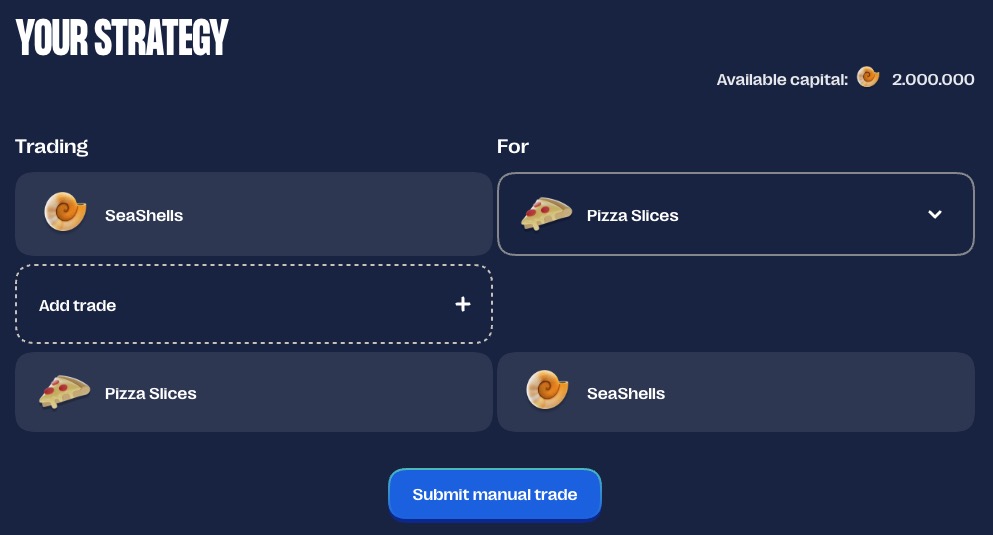 YOUR STRATEGY
Available capital: 2.000.000
Trading
For
SeaShells
Pizza Slices
Add trade
Pizza Slices
SeaShells
Submit manual trade